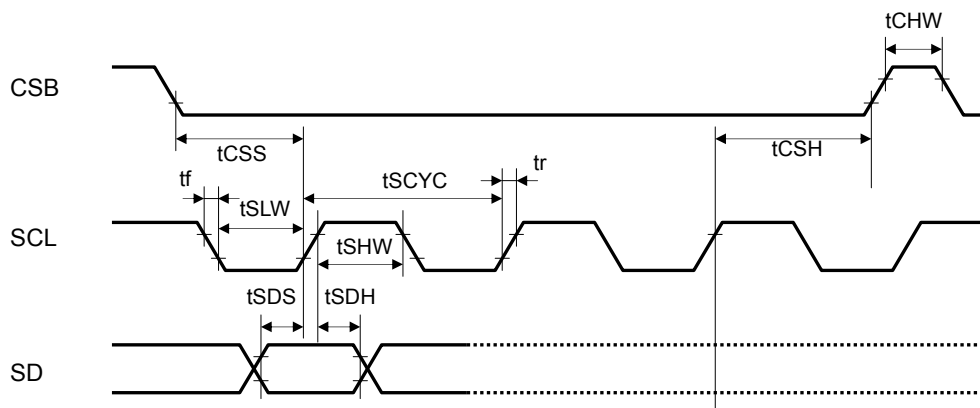 tCHW
CSB
tCSS
tCSH
tf
tSCYC
tr
tSLW
SCL
tSHW
tSDS
tSDH
SD